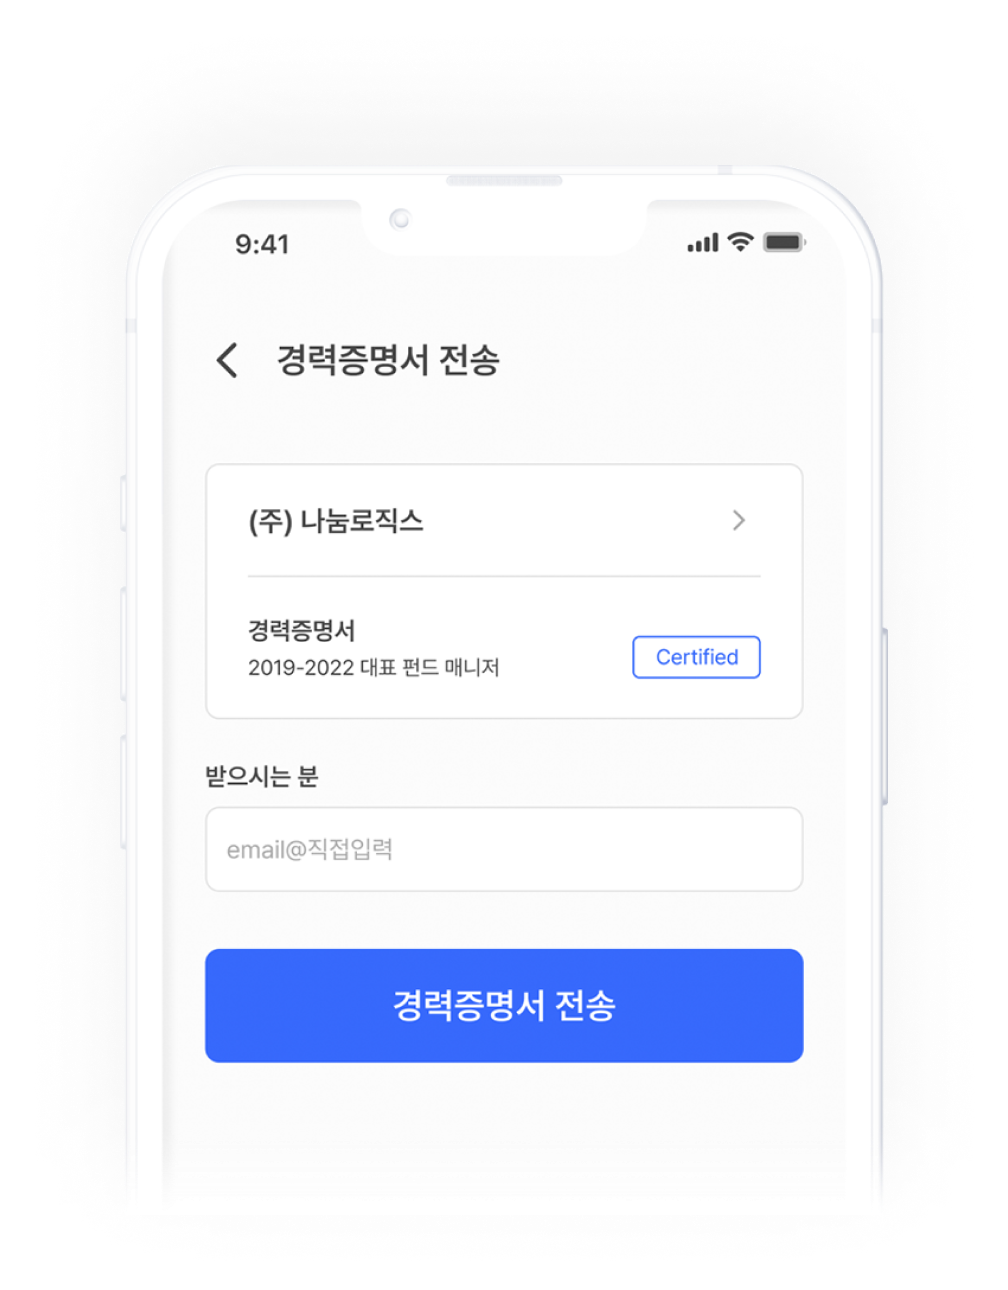 9:41
경력증명서 전송
(주) 나눔로직스
경력증명서
2019-2022 대표 펀드 매니저
Certified
받으시는 분
email@직접입력
경력증명서 전송